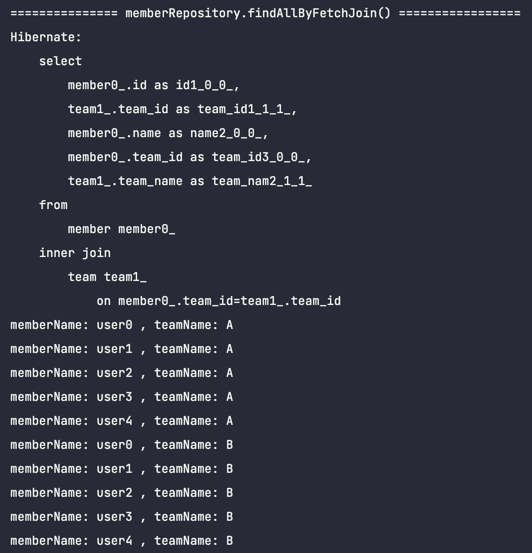 =============== memberRepository.findAllByFetchJoin() =================
Hibernate:
    select
        member0_.id as id1_0_0_,
        team1_.team_id as team_id1_1_1_,
        member0_.name as name2_0_0_,
        member0_.team_id as team_id3_0_0_,
        team1_.team_name as team_nam2_1_1_
    from
        member member0_
    inner join
        team team1_
            on member0_.team_id=team1_.team_id
memberName: user0 , teamName: A
memberName: user1 , teamName: A
memberName: user2 , teamName: A
memberName: user3 , teamName: A
memberName: user4 , teamName: A
memberName: user0 , teamName: B
memberName: user1 , teamName: B
memberName: user2 , teamName: B
memberName: user3 , teamName: B
memberName: user4 , teamName: B